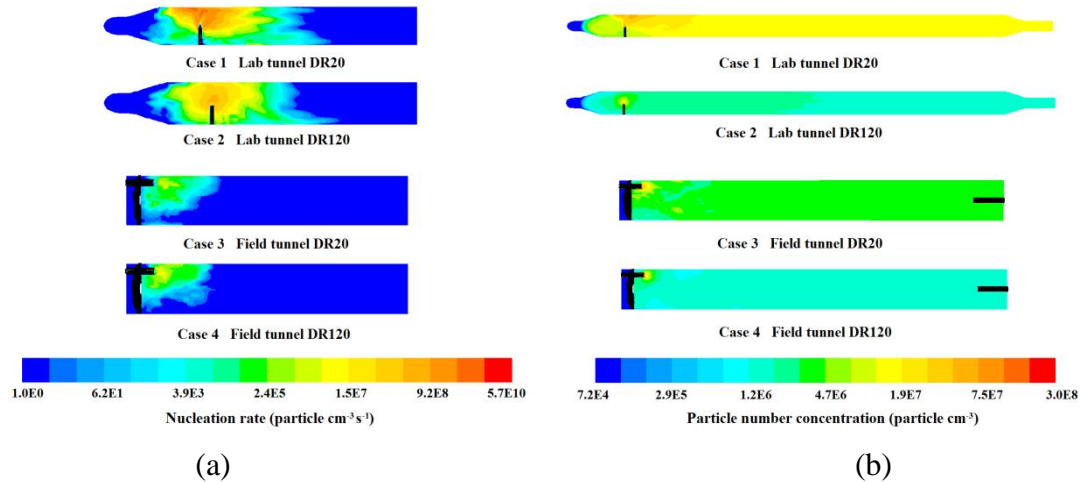 Case 1 Lab tunnel DR20
Case 2 Lab tunnel DR120
Case 3 Field tunnel DR20
Case 4 Field tunnel DR120
1.0E0 6.2E1 3.9E3 2.4E5 1.5E7 9.2E8 5.7E10
Nucleation rate (particle cm⁻³ s⁻¹)
(a)
Case 1 Lab tunnel DR20
Case 2 Lab tunnel DR120
Case 3 Field tunnel DR20
Case 4 Field tunnel DR120
7.2E4 2.9E5 1.2E6 4.7E6 1.9E7 7.5E7 3.0E8
Particle number concentration (particle cm⁻³)
(b)